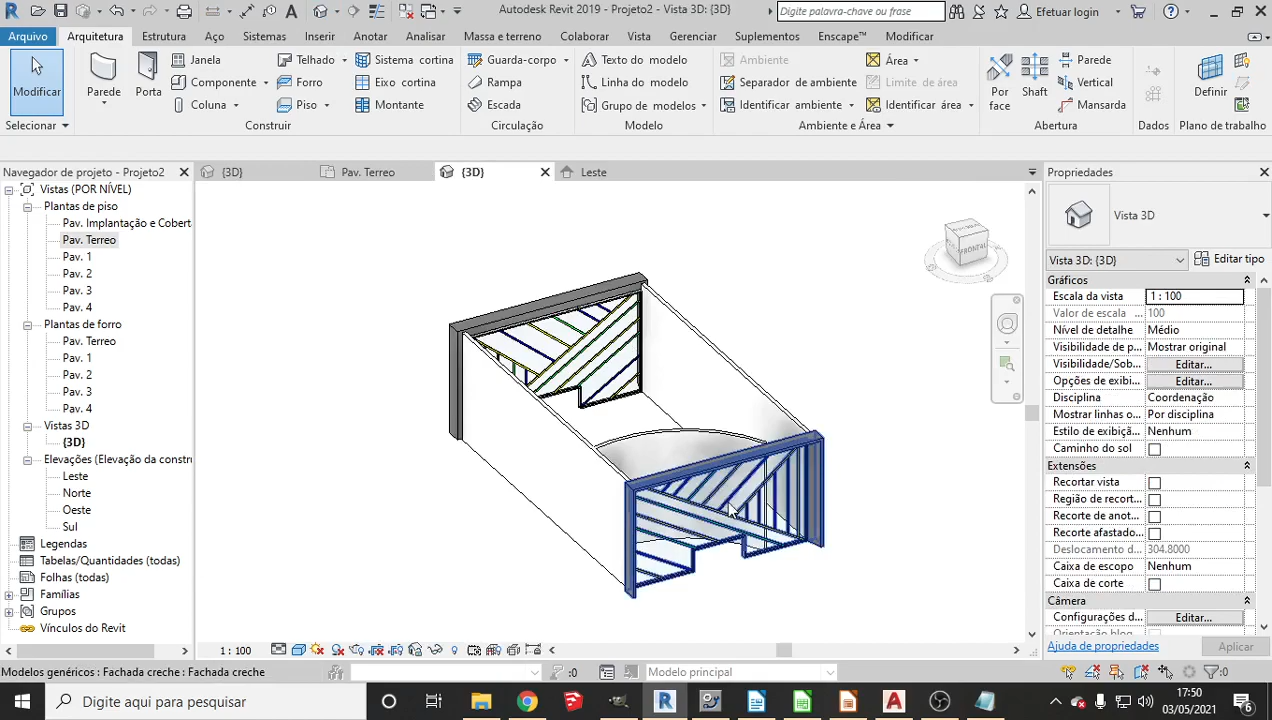 Autodesk Revit 2019 - Projeto2 - Vista 3D: {3D}
Digite palavra-chave ou frase
Efetuar login
Arquivo Arquitetura Estrutura Aço Sistemas Inserir Anotar Analisar Massa e terreno Colaborar Vista Gerenciar Suplementos Enscape™ Modificar
Modificar
Parede
Porta
Janela
Componente
Coluna
Telhado
Forro
Piso
Sistema cortina
Eixo cortina
Montante
Guarda-corpo
Rampa
Escada
Texto do modelo
Linha do modelo
Grupo de modelos
Ambiente
Separador de ambiente
Identificar ambiente
Área
Limite de área
Identificar área
Por face
Shaft
Parede
Vertical
Mansarda
Definir
Selecionar
Construir
Circulação
Modelo
Ambiente e Área
Abertura
Dados
Plano de trabalho
Navegador de projeto - Projeto2
Vistas (POR NÍVEL)
Plantas de piso
Pav. Implantação e Cobert
Pav. Terreo
Pav. 1
Pav. 2
Pav. 3
Pav. 4
Plantas de forro
Pav. Terreo
Pav. 1
Pav. 2
Pav. 3
Pav. 4
Vistas 3D
{3D}
Elevações (Elevação da constru
Leste
Norte
Oeste
Sul
Legendas
Tabelas/Quantidades (todas)
Folhas (todas)
Famílias
Grupos
Vínculos do Revit
{3D}
Pav. Terreo
{3D}
Leste
FRONTAL
Propriedades
Vista 3D
Vista 3D: {3D}
Editar tipo
Gráficos
Escala da vista 1 : 100
Valor de escala ... 100
Nível de detalhe Médio
Visibilidade de p... Mostrar original
Visibilidade/Sob... Editar...
Opções de exibi... Editar...
Disciplina Coordenação
Mostrar linhas o... Por disciplina
Estilo de exibiçã... Nenhum
Caminho do sol
Extensões
Recortar vista
Região de recort...
Recorte de anot...
Recorte afastado...
Deslocamento d... 304.8000
Caixa de escopo Nenhum
Caixa de corte
Câmera
Configurações d... Editar...
Ajuda de propriedades
Aplicar
1 : 100
Modelos genéricos : Fachada creche : Fachada creche
:0
Modelo principal
:0
Digite aqui para pesquisar
17:50
03/05/2021
6